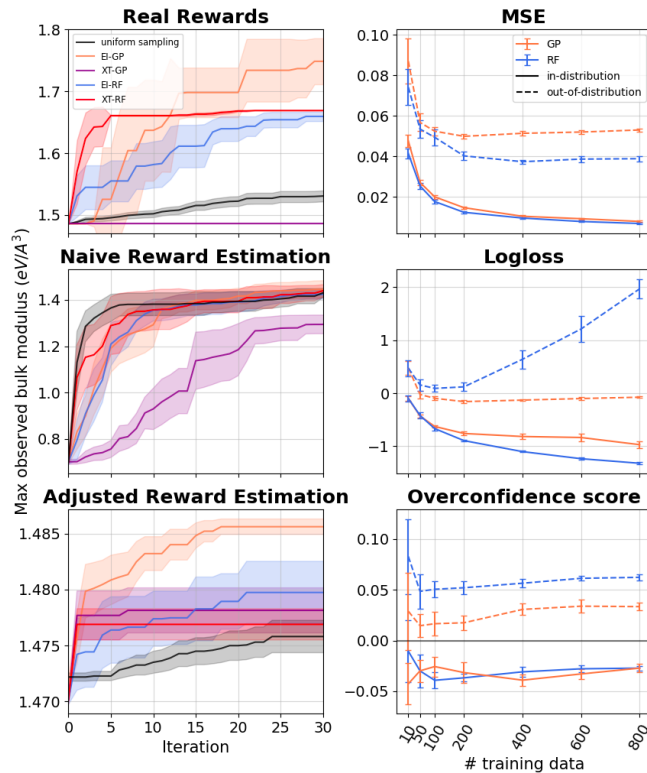 Real Rewards
uniform sampling
EI-GP
XT-GP
EI-RF
XT-RF
1.8
1.7
1.6
1.5
MSE
GP
RF
in-distribution
out-of-distribution
0.10
0.08
0.06
0.04
0.02
Max observed bulk modulus (eV/A³)
Naive Reward Estimation
1.4
1.2
1.0
0.8
Logloss
2
1
0
−1
Adjusted Reward Estimation
1.485
1.480
1.475
1.470
0 5 10 15 20 25 30
Iteration
Overconfidence score
0.10
0.05
0.00
−0.05
10 50 100 200 400 600 800
# training data